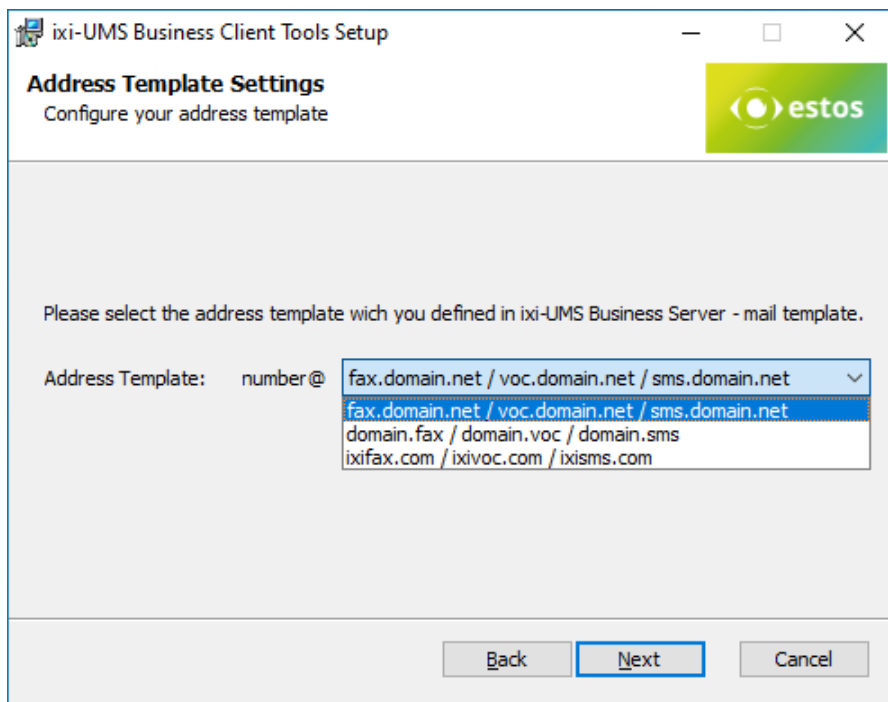 ixi-UMS Business Client Tools Setup
Address Template Settings
Configure your address template
estos
Please select the address template wich you defined in ixi-UMS Business Server - mail template.
Address Template: number@ fax.domain.net / voc.domain.net / sms.domain.net
fax.domain.net / voc.domain.net / sms.domain.net
domain.fax / domain.voc / domain.sms
ixifax.com / ixivoc.com / ixisms.com
Back Next Cancel